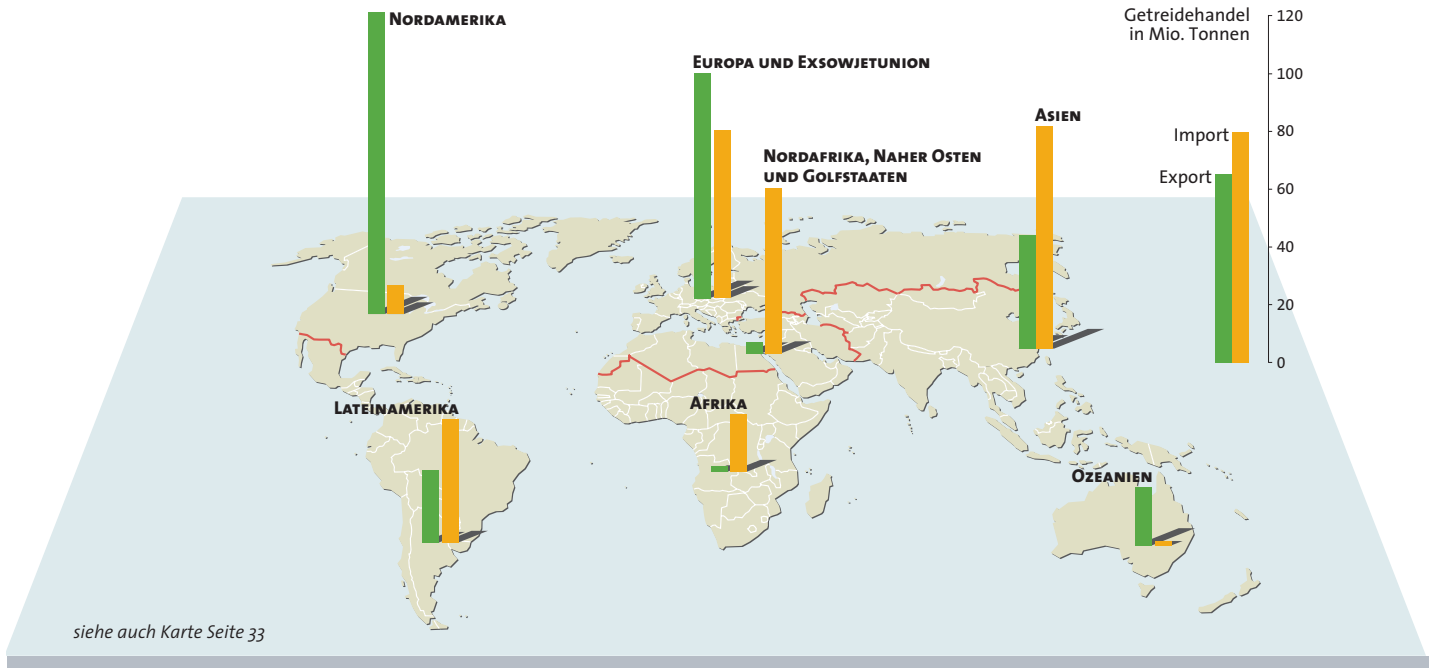 NORDAMERIKA
Getreidehandel
in Mio. Tonnen
120
100
80
60
40
20
0
Import
Export
EUROPA UND EXSOWJETUNION
ASIEN
NORDAFRIKA, NAHER OSTEN
UND GOLFSTAATEN
LATEINAMERIKA
AFRIKA
OZEANIEN
siehe auch Karte Seite 33